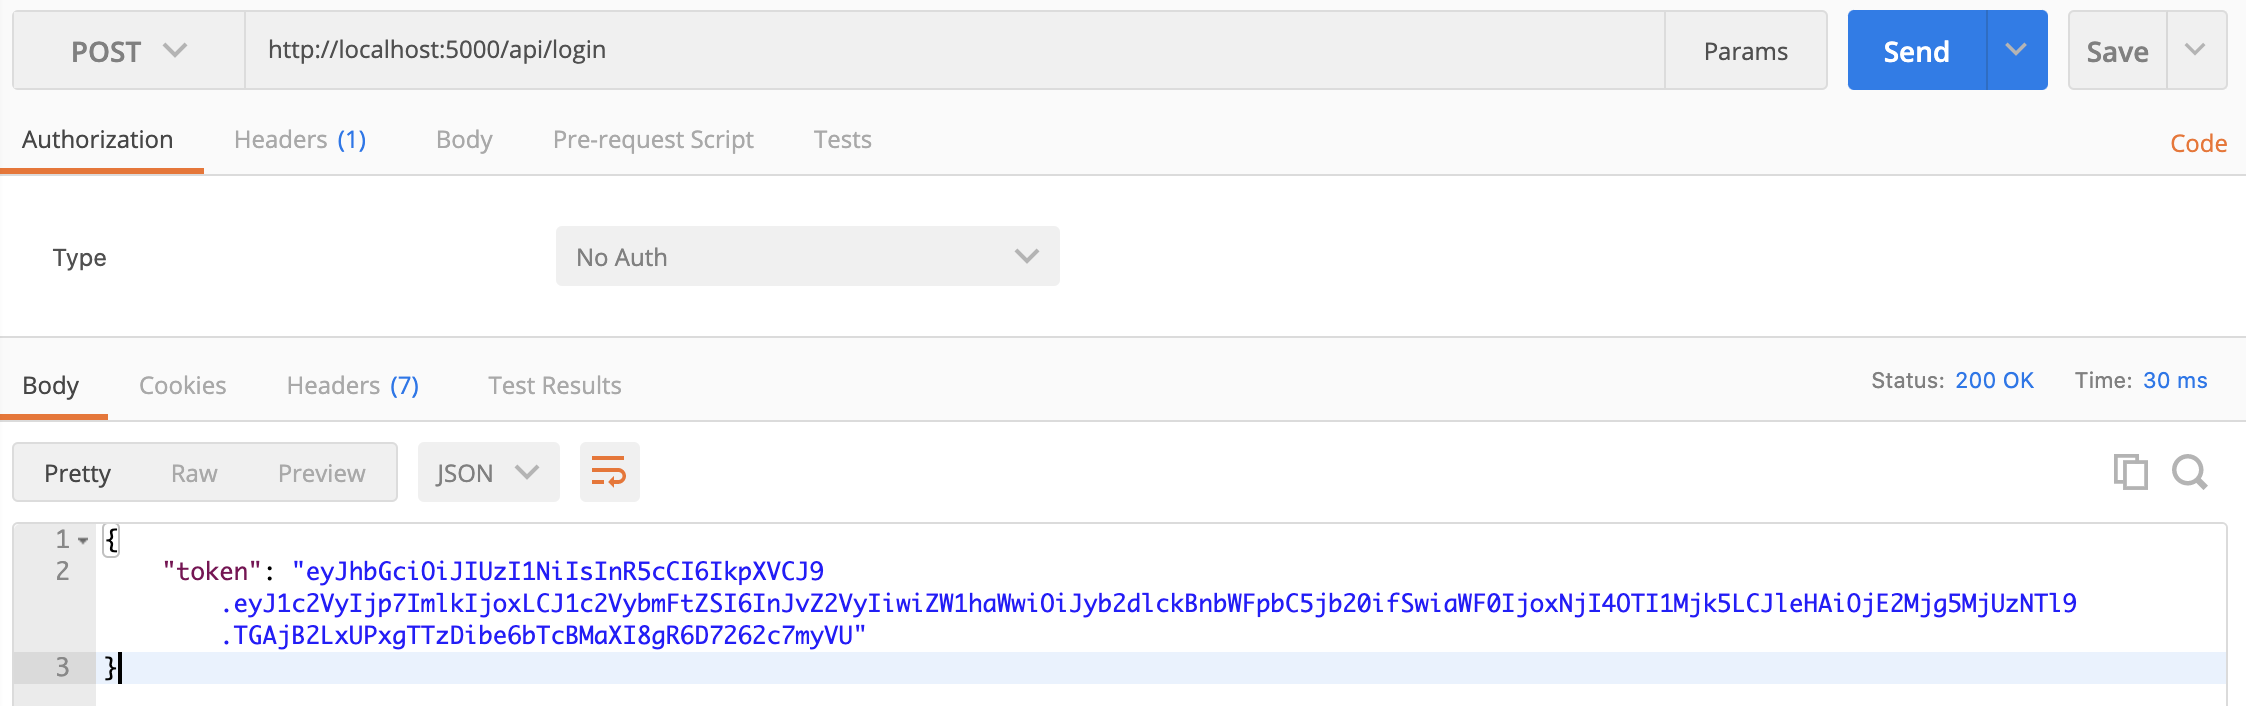 POST http://localhost:5000/api/login Params Send Save
Authorization Headers (1) Body Pre-request Script Tests Code
Type No Auth
Body Cookies Headers (7) Test Results Status: 200 OK Time: 30 ms
Pretty Raw Preview JSON
1 {
2 "token": "eyJhbGciOiJIUzI1NiIsInR5cCI6IkpXVCJ9
.eyJ1c2VyIjp7ImlkIjoxLCJ1c2VybmFtZSI6InJvZ2VyIiwiZW1haWwiOiJyb2dlckBnbWFpbC5jb20ifSwiaWF0IjoxNjI4OTI1Mjk5LCJleHAiOjE2Mjg5MjUzNTl9
.TGAjB2LxUPxgTTzDibe6bTcBMaXI8gR6D7262c7myVU"
3 }